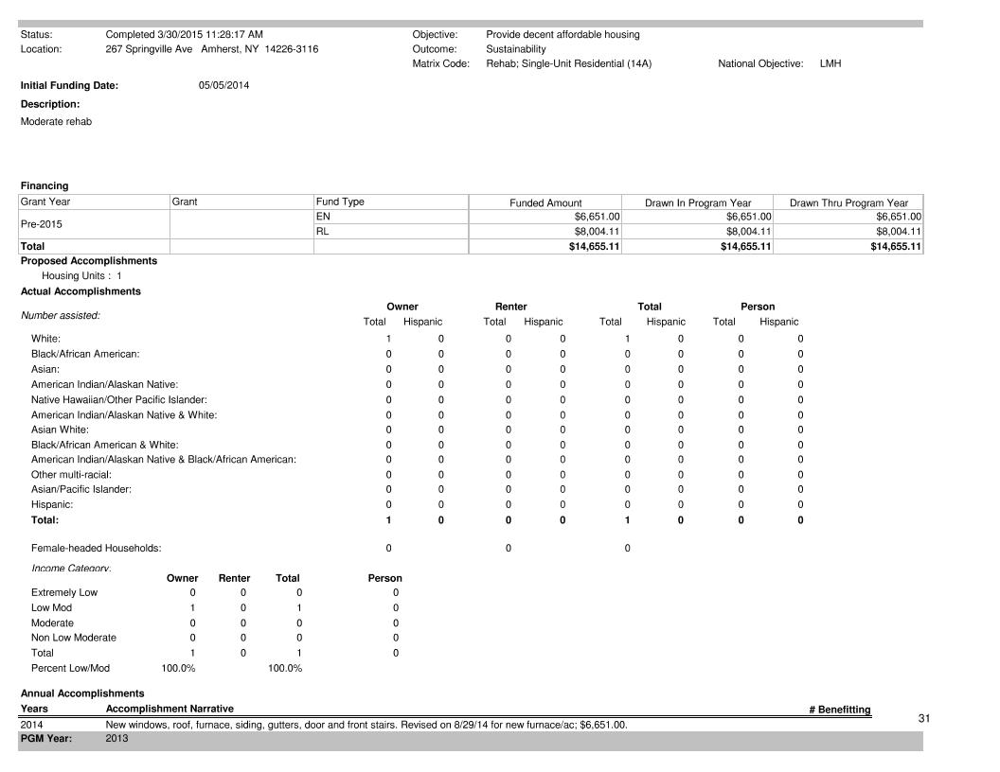 Status: Completed 3/30/2015 11:28:17 AM Objective: Provide decent affordable housing
Location: 267 Springville Ave Amherst, NY 14226-3116 Outcome: Sustainability
Matrix Code: Rehab; Single-Unit Residential (14A) National Objective: LMH
Initial Funding Date: 05/05/2014
Description:
Moderate rehab
Financing
Grant Year Grant Fund Type Funded Amount Drawn In Program Year Drawn Thru Program Year
Pre-2015 EN $6,651.00 $6,651.00 $6,651.00
RL $8,004.11 $8,004.11 $8,004.11
Total $14,655.11 $14,655.11 $14,655.11
Proposed Accomplishments
Housing Units : 1
Actual Accomplishments
Owner Renter Total Person
Number assisted:
Total Hispanic Total Hispanic Total Hispanic Total Hispanic
White: 1 0 0 0 1 0 0 0
Black/African American: 0 0 0 0 0 0 0 0
Asian: 0 0 0 0 0 0 0 0
American Indian/Alaskan Native: 0 0 0 0 0 0 0 0
Native Hawaiian/Other Pacific Islander: 0 0 0 0 0 0 0 0
American Indian/Alaskan Native & White: 0 0 0 0 0 0 0 0
Asian White: 0 0 0 0 0 0 0 0
Black/African American & White: 0 0 0 0 0 0 0 0
American Indian/Alaskan Native & Black/African American: 0 0 0 0 0 0 0 0
Other multi-racial: 0 0 0 0 0 0 0 0
Asian/Pacific Islander: 0 0 0 0 0 0 0 0
Hispanic: 0 0 0 0 0 0 0 0
Total: 1 0 0 0 1 0 0 0
Female-headed Households: 0 0 0
Income Category:
Owner Renter Total Person
Extremely Low 0 0 0 0
Low Mod 1 0 1 0
Moderate 0 0 0 0
Non Low Moderate 0 0 0 0
Total 1 0 1 0
Percent Low/Mod 100.0% 100.0%
Annual Accomplishments
Years Accomplishment Narrative # Benefitting
2014 New windows, roof, furnace, siding, gutters, door and front stairs. Revised on 8/29/14 for new furnace/ac; $6,651.00.
31
PGM Year: 2013